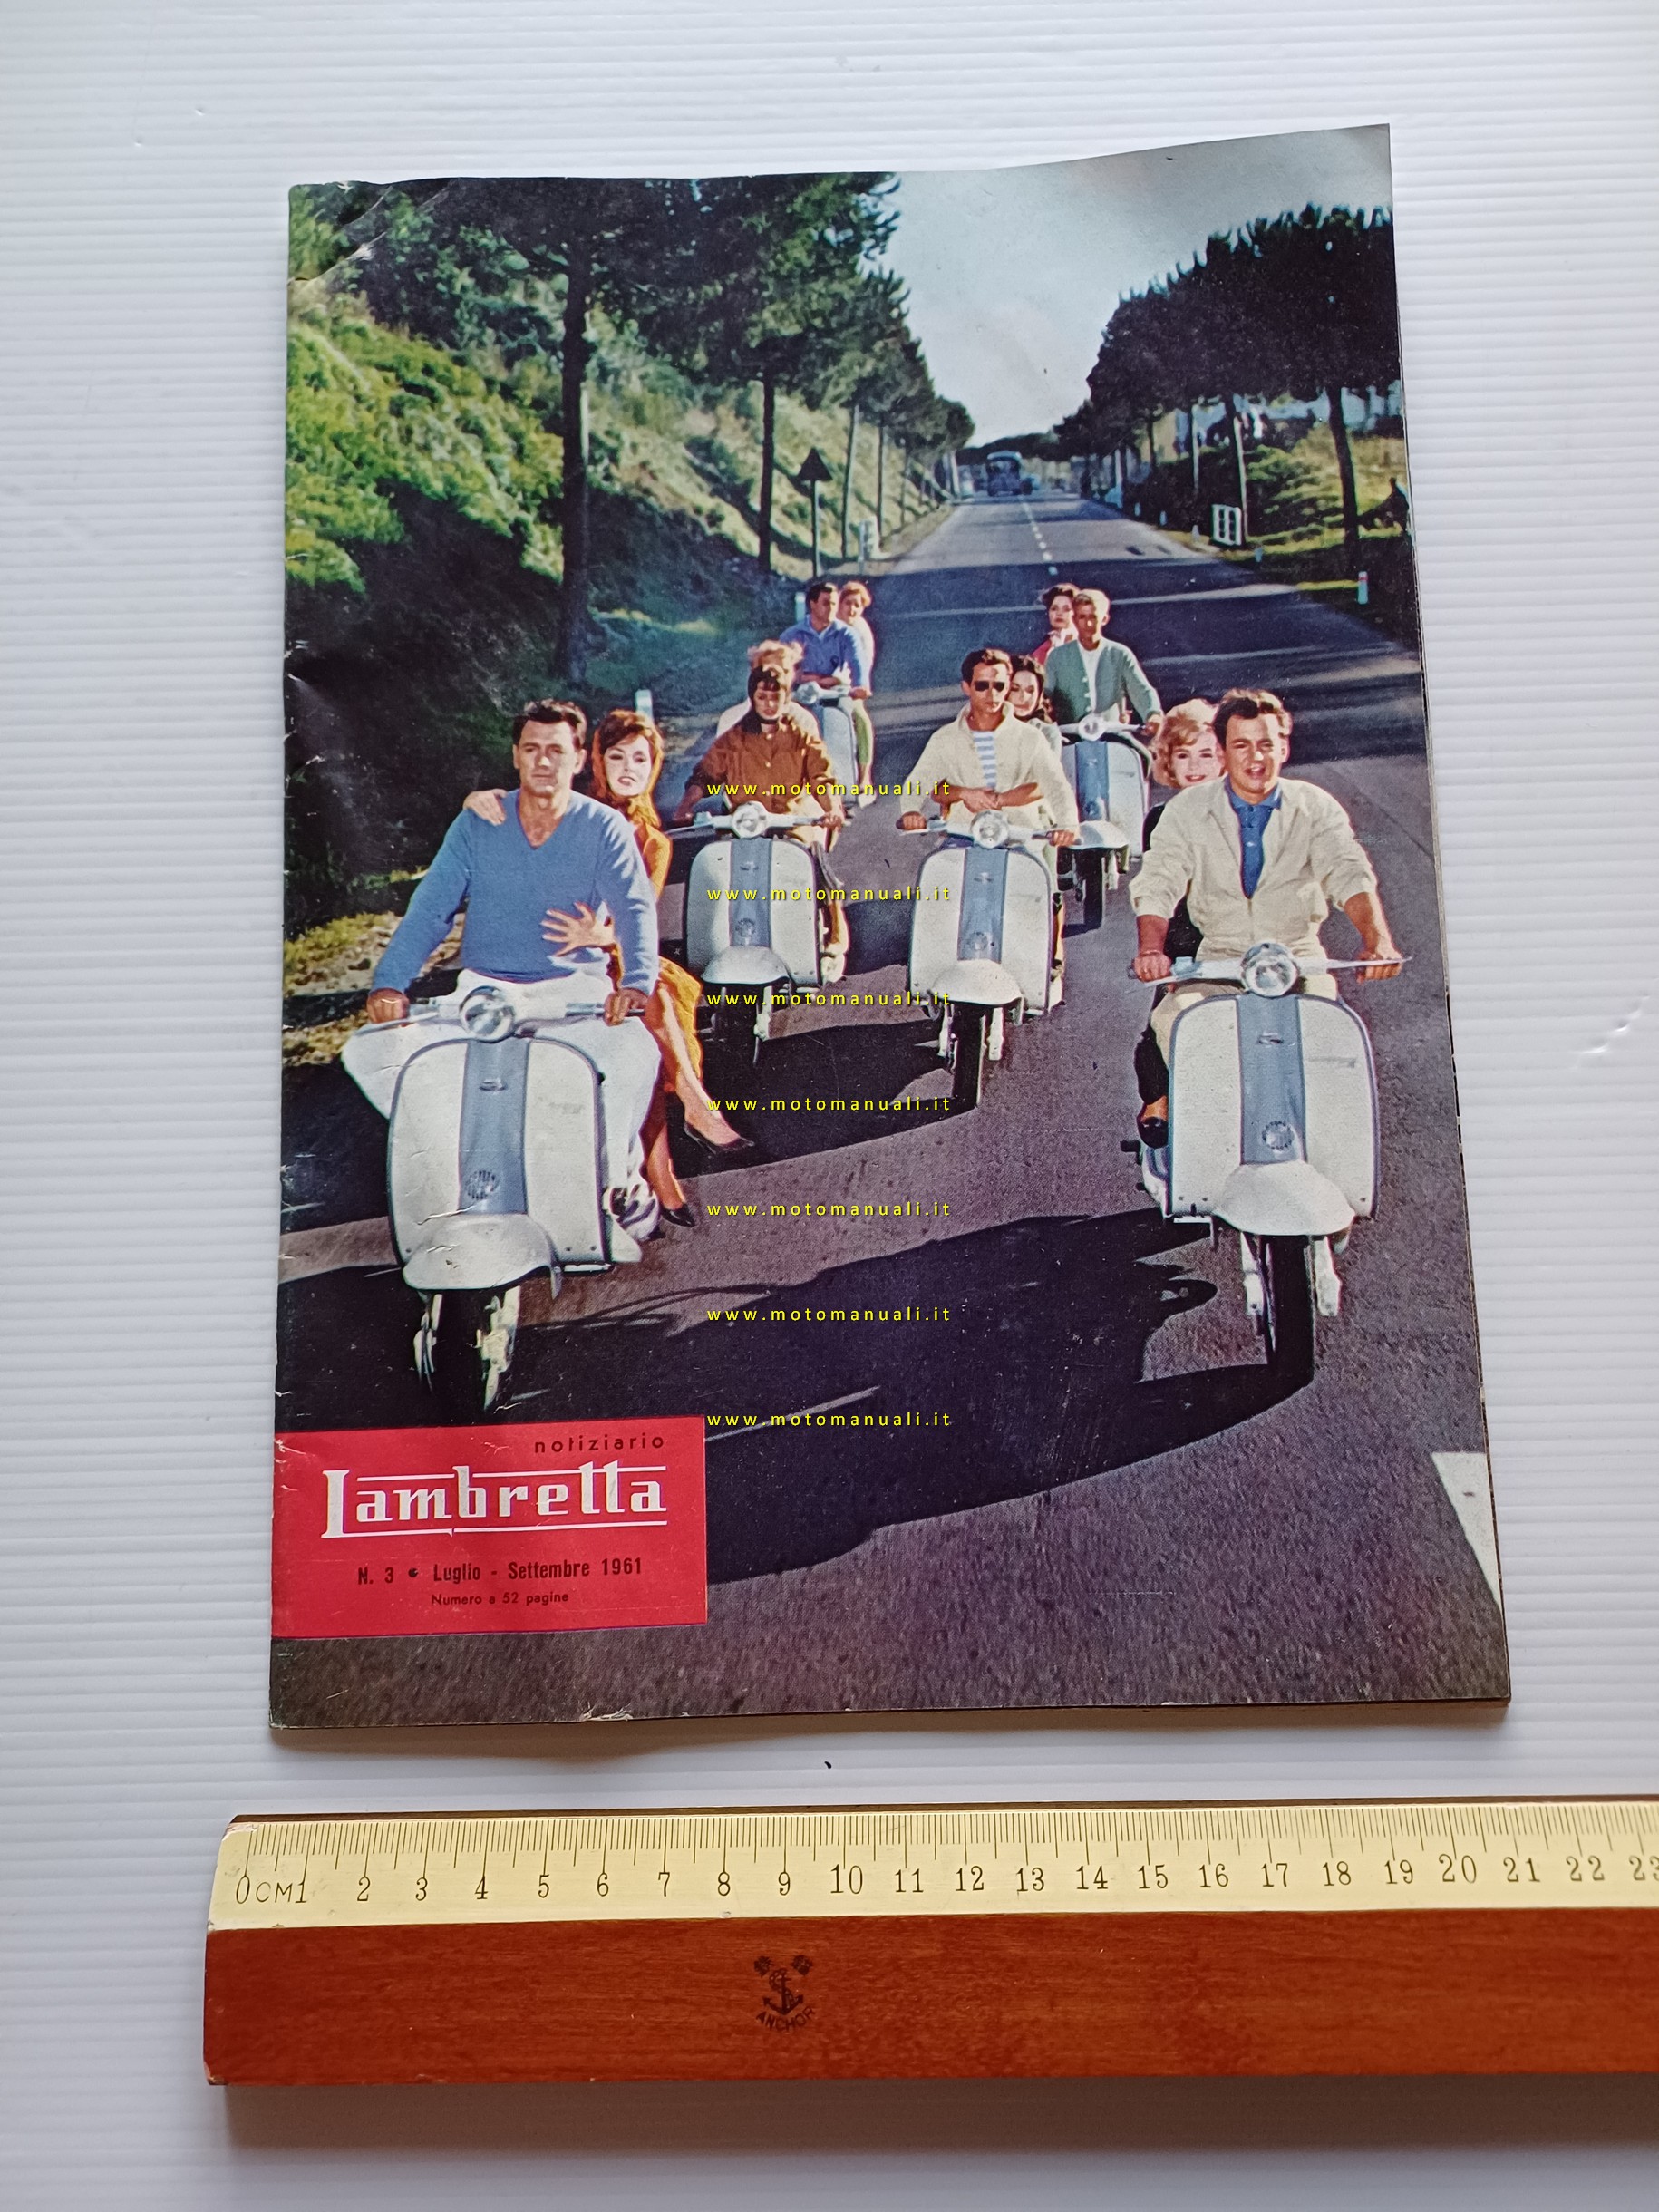 www.motomanuali.it
www.motomanuali.it
www.motomanuali.it
www.motomanuali.it
www.motomanuali.it
www.motomanuali.it
www.motomanuali.it
notiziario
Lambretta
N. 3 • Luglio - Settembre 1961
Numero a 52 pagine
0CM1 2 3 4 5 6 7 8 9 10 11 12 13 14 15 16 17 18 19 20 21 22 23
ANCHOR